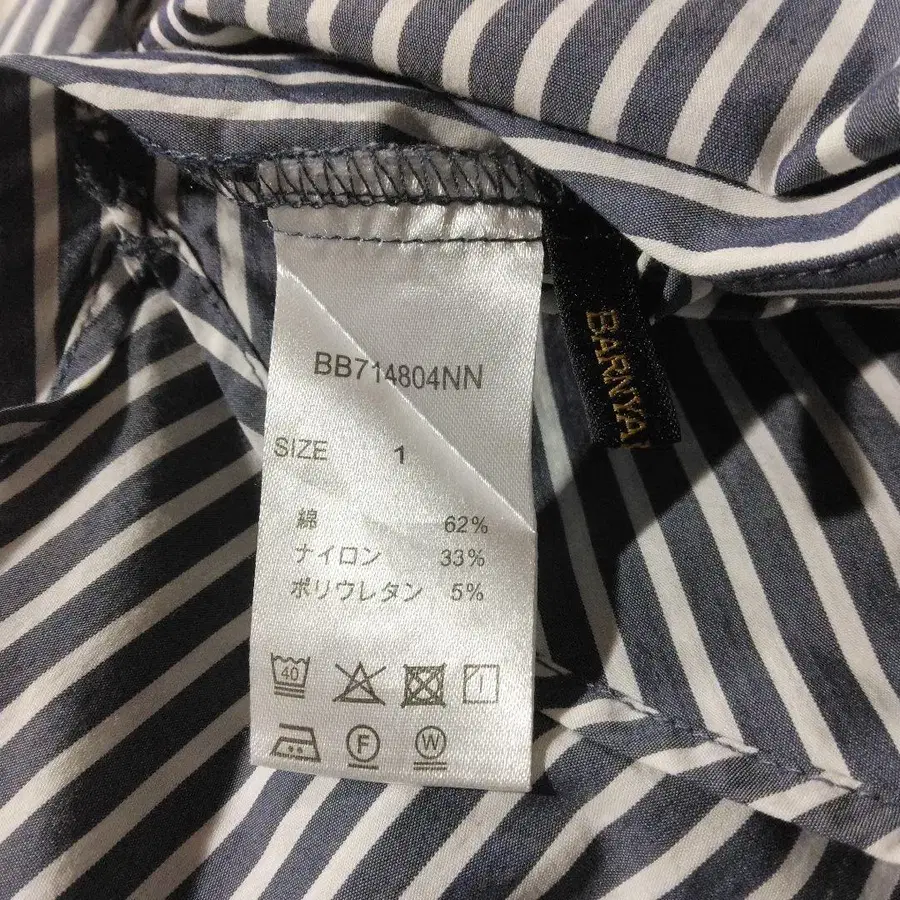 BB714804NN
SIZE 1
綿 62%
ナイロン 33%
ポリウレタン 5%
40
F W
BARNYA